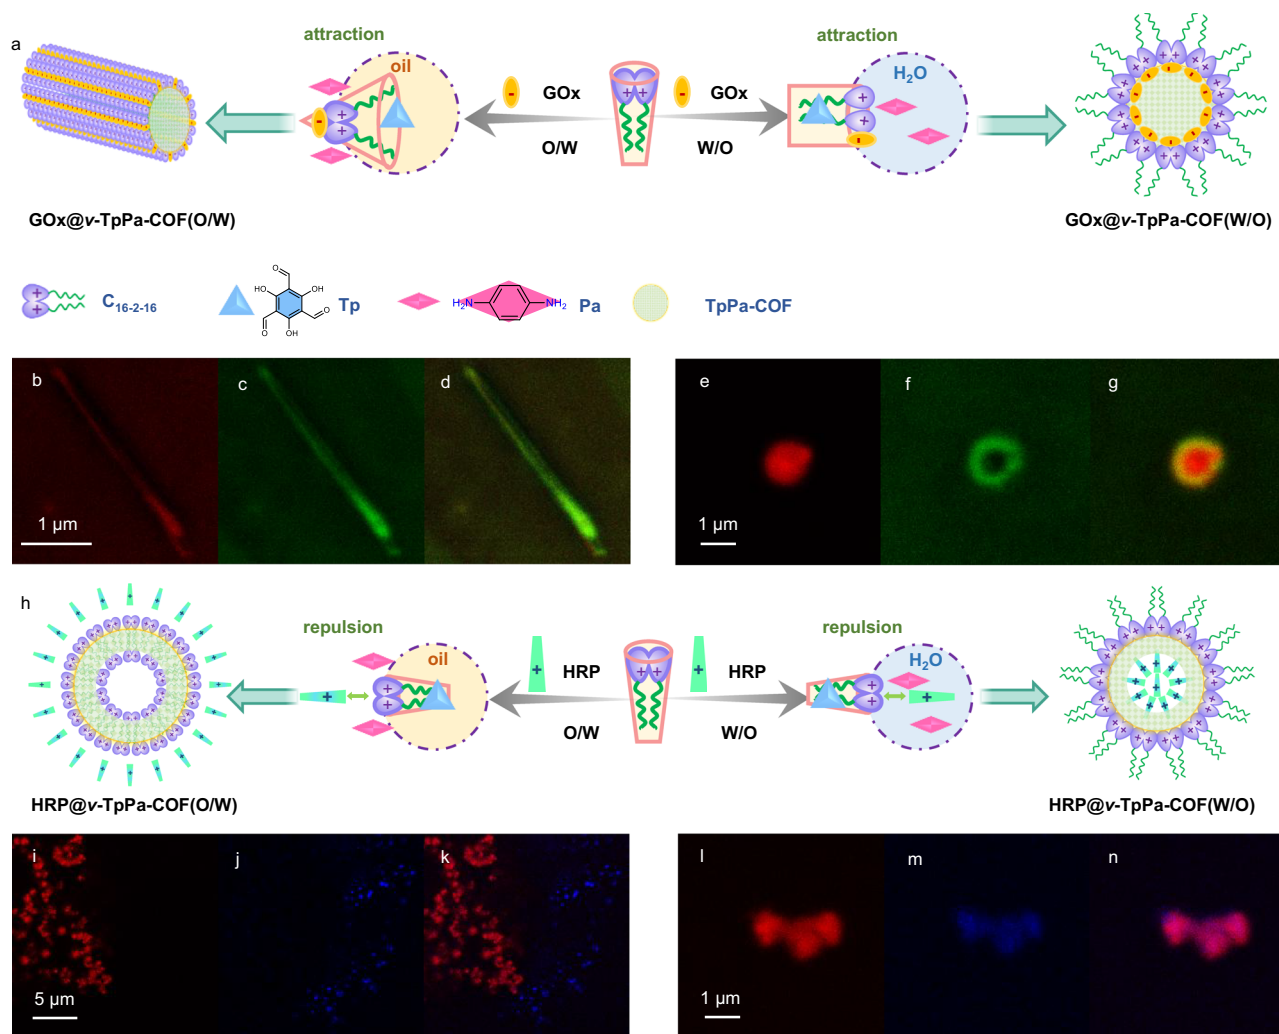 a
attraction
oil
GOx
O/W
GOx
W/O
attraction
H₂O
GOx@v-TpPa-COF(O/W)
GOx@v-TpPa-COF(W/O)
C₁₆₋₂₋₁₆
O
HO
OH
O
O
OH
Tp
H₂N
NH₂
Pa
TpPa-COF
b
c
d
1 µm
e
f
g
1 µm
h
repulsion
oil
HRP
O/W
HRP
W/O
repulsion
H₂O
HRP@v-TpPa-COF(O/W)
HRP@v-TpPa-COF(W/O)
i
j
k
5 µm
l
m
n
1 µm